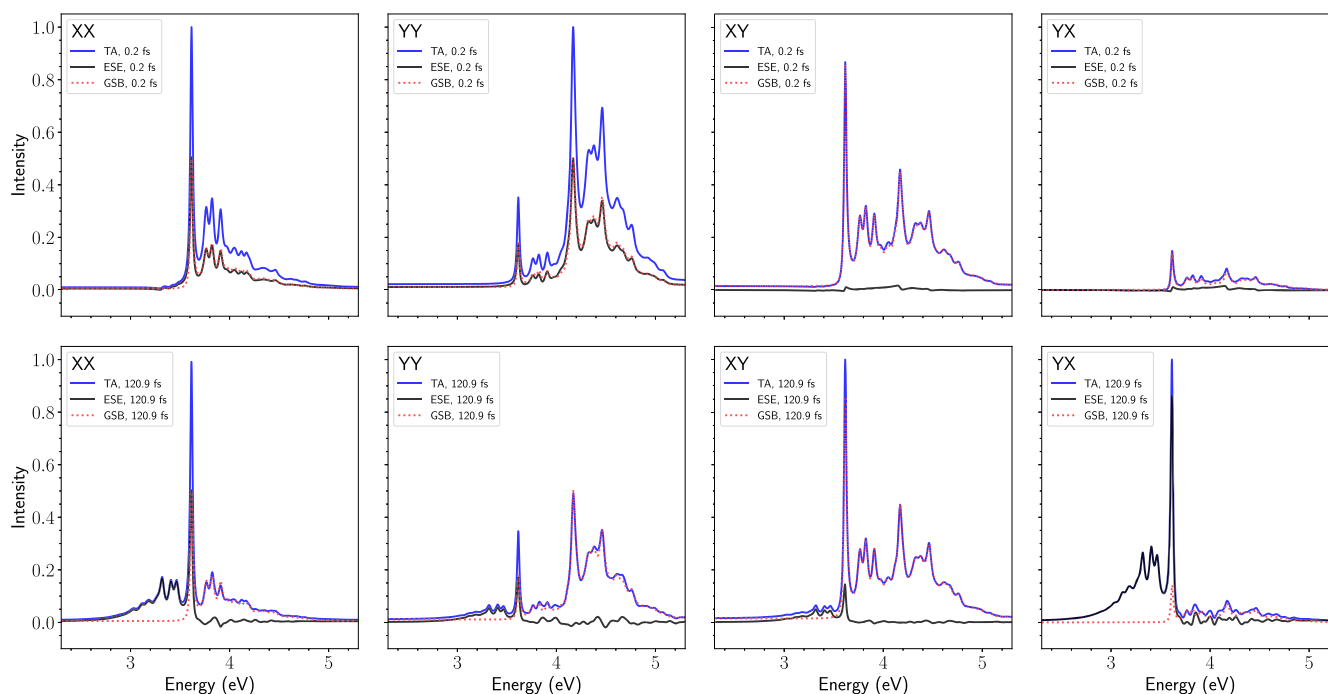 XX
TA, 0.2 fs
ESE, 0.2 fs
GSB, 0.2 fs
YY
TA, 0.2 fs
ESE, 0.2 fs
GSB, 0.2 fs
XY
TA, 0.2 fs
ESE, 0.2 fs
GSB, 0.2 fs
YX
TA, 0.2 fs
ESE, 0.2 fs
GSB, 0.2 fs
1.0
0.8
0.6
0.4
0.2
0.0
Intensity
XX
TA, 120.9 fs
ESE, 120.9 fs
GSB, 120.9 fs
YY
TA, 120.9 fs
ESE, 120.9 fs
GSB, 120.9 fs
XY
TA, 120.9 fs
ESE, 120.9 fs
GSB, 120.9 fs
YX
TA, 120.9 fs
ESE, 120.9 fs
GSB, 120.9 fs
1.0
0.8
0.6
0.4
0.2
0.0
Intensity
3 4 5
3 4 5
3 4 5
3 4 5
Energy (eV)
Energy (eV)
Energy (eV)
Energy (eV)